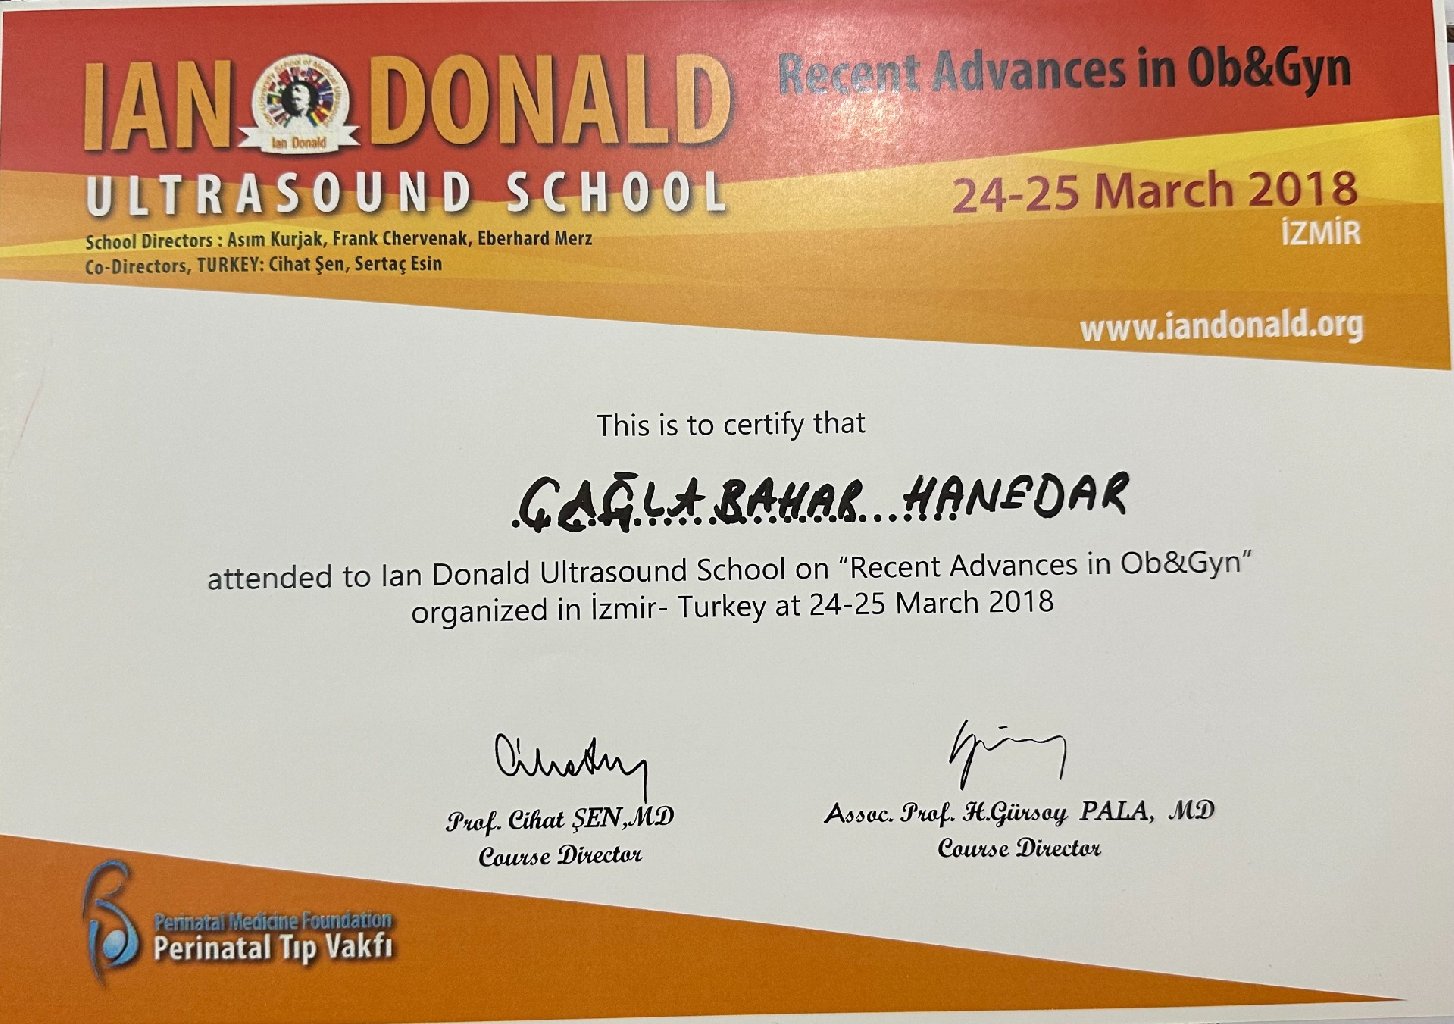 IAN DONALD
Ian Donald
ULTRASOUND SCHOOL
School Directors : Asım Kurjak, Frank Chervenak, Eberhard Merz
Co-Directors, TURKEY: Cihat Şen, Sertaç Esin
Recent Advances in Ob&Gyn
24-25 March 2018
İZMİR
www.iandonald.org
This is to certify that
ÇAĞLA BAHAR HANEDAR
attended to Ian Donald Ultrasound School on “Recent Advances in Ob&Gyn”
organized in İzmir- Turkey at 24-25 March 2018
Prof. Cihat ŞEN,MD
Course Director
Assoc. Prof. H.Gürsoy PALA, MD
Course Director
Perinatal Medicine Foundation
Perinatal Tıp Vakfı